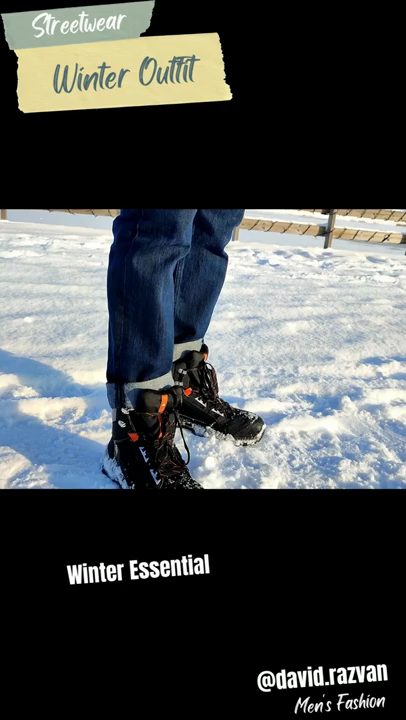 Streetwear
Winter Outfit
Winter Essential
@david.razvan
Men's Fashion